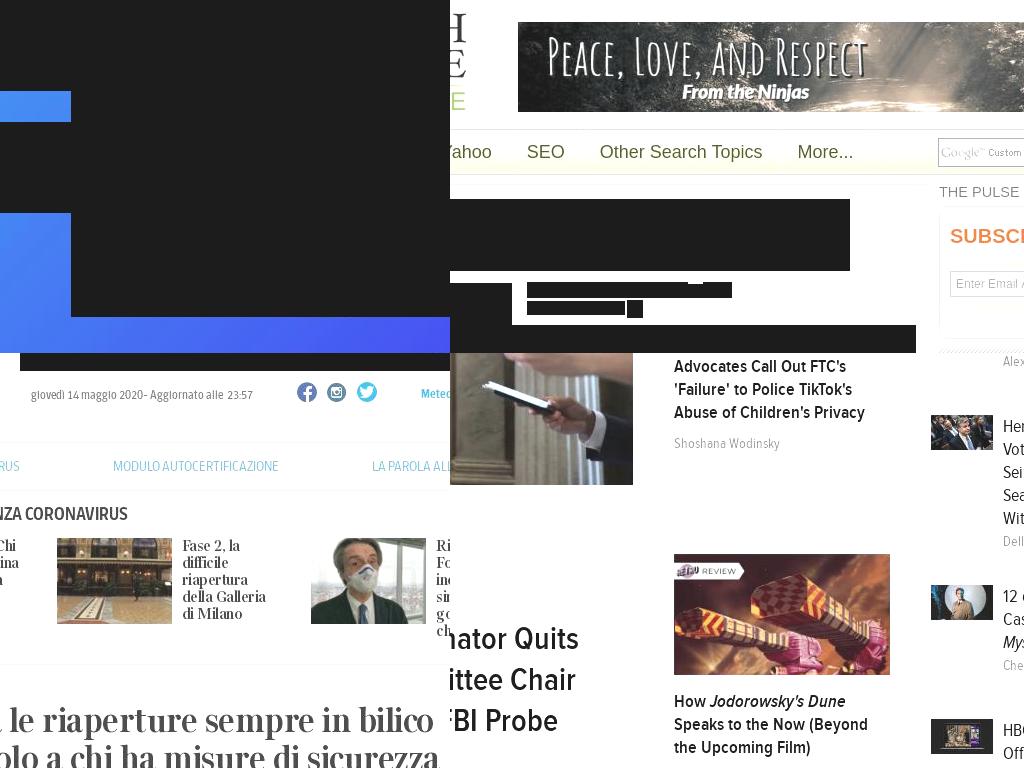 H
E
E
PEACE, LOVE, AND RESPECT
From the Ninjas
Yahoo
SEO
Other Search Topics
More...
Google™ Custom
THE PULSE
SUBSC
Enter Email
giovedì 14 maggio 2020- Aggiornato alle 23:57
Meteo
RUS
MODULO AUTOCERTIFICAZIONE
LA PAROLA ALL
NZA CORONAVIRUS
Chi
ina
a
Fase 2, la
difficile
riapertura
della Galleria
di Milano
Ri
Fo
in
sin
go
ch
le riaperture sempre in bilico
olo a chi ha misure di sicurezza
nator Quits
ittee Chair
FBI Probe
Advocates Call Out FTC's
'Failure' to Police TikTok's
Abuse of Children's Privacy
Shoshana Wodinsky
REVIEW
How Jodorowsky's Dune
Speaks to the Now (Beyond
the Upcoming Film)
Alex
Her
Vot
Sei
Sea
Wit
Dell
12
Cas
Mys
Che
HBO
Off